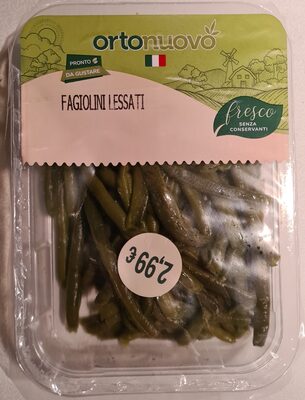 ortonuovo
PRONTO
DA GUSTARE
FAGIOLINI LESSATI
fresco
SENZA
CONSERVANTI
2,99€